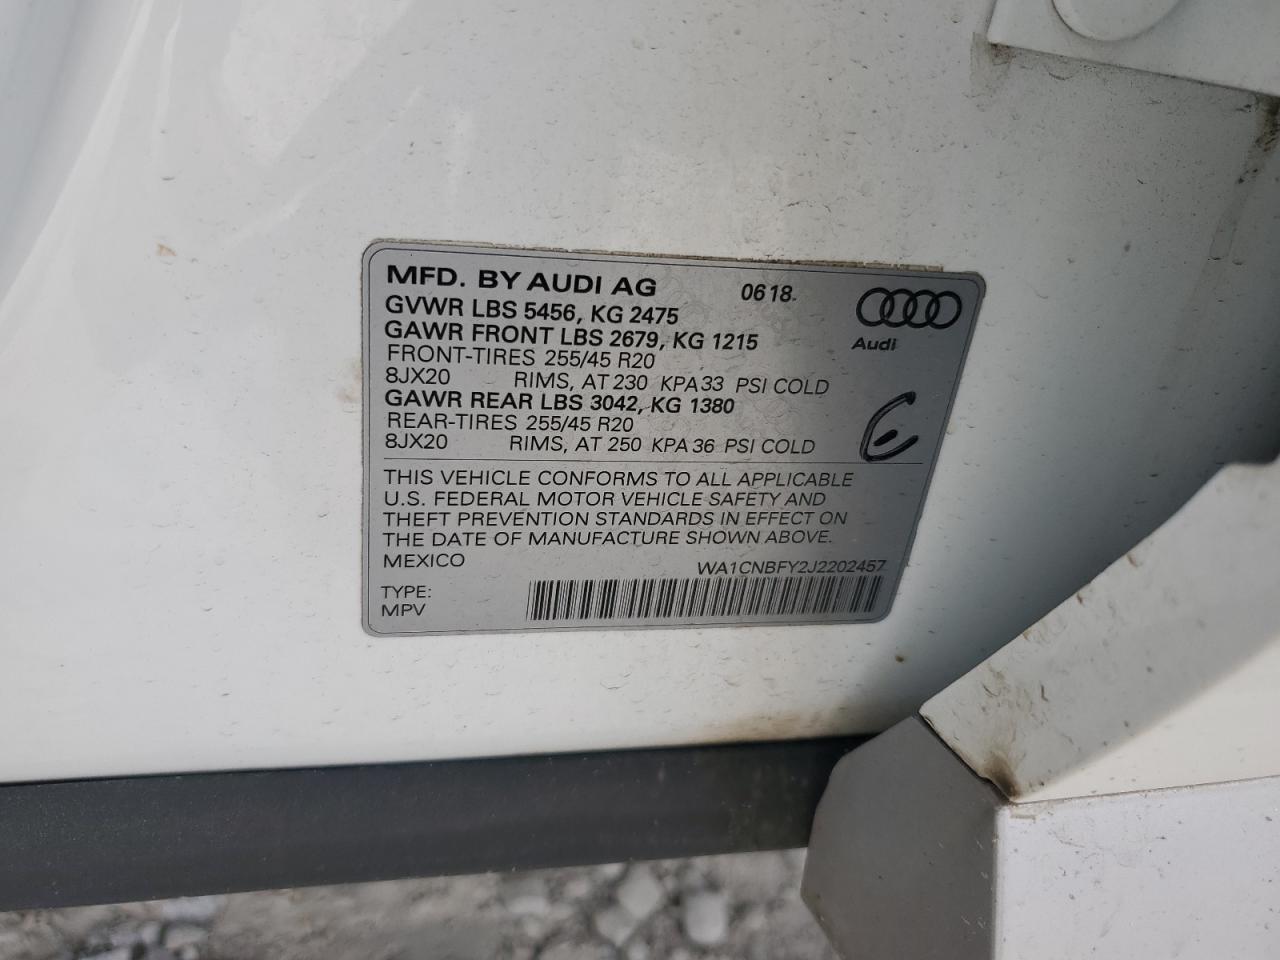 MFD. BY AUDI AG 0618
GVWR LBS 5456, KG 2475
GAWR FRONT LBS 2679, KG 1215
Audi
FRONT-TIRES 255/45 R20
8JX20 RIMS, AT 230 KPA 33 PSI COLD
GAWR REAR LBS 3042, KG 1380
REAR-TIRES 255/45 R20
8JX20 RIMS, AT 250 KPA 36 PSI COLD
THIS VEHICLE CONFORMS TO ALL APPLICABLE
U.S. FEDERAL MOTOR VEHICLE SAFETY AND
THEFT PREVENTION STANDARDS IN EFFECT ON
THE DATE OF MANUFACTURE SHOWN ABOVE.
MEXICO WA1CNBFY2J2202457
TYPE:
MPV